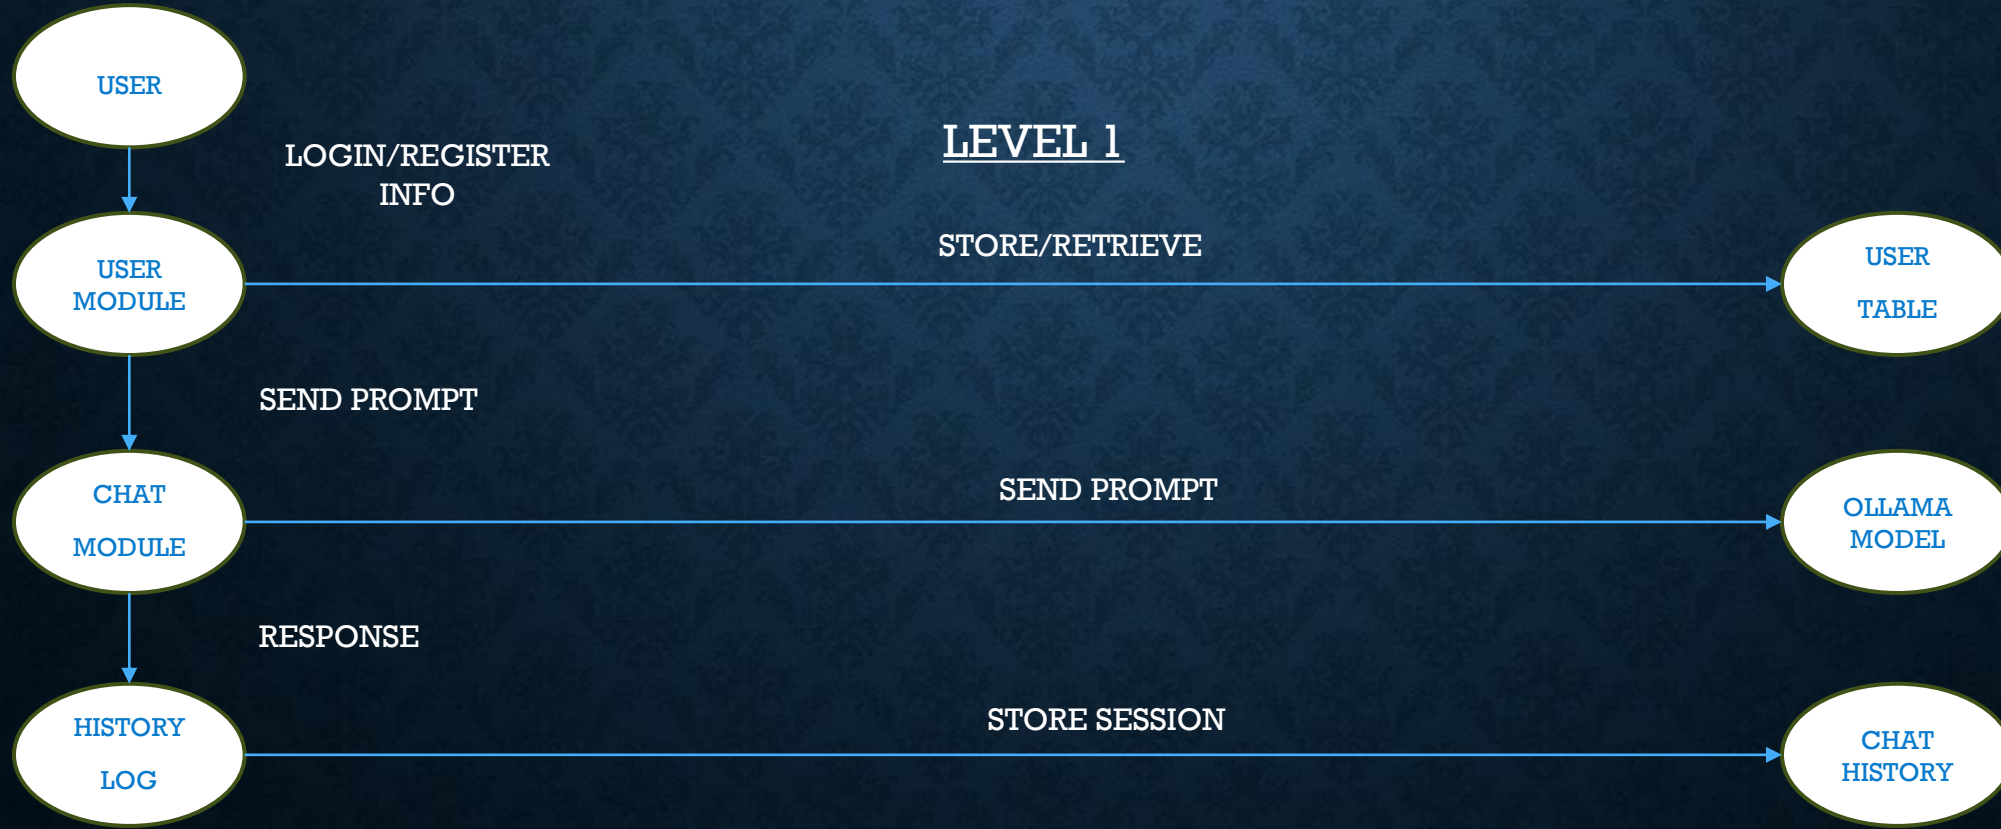 USER
LOGIN/REGISTER
INFO
LEVEL 1
USER
MODULE
STORE/RETRIEVE
USER
TABLE
SEND PROMPT
CHAT
MODULE
SEND PROMPT
OLLAMA
MODEL
RESPONSE
HISTORY
LOG
STORE SESSION
CHAT
HISTORY